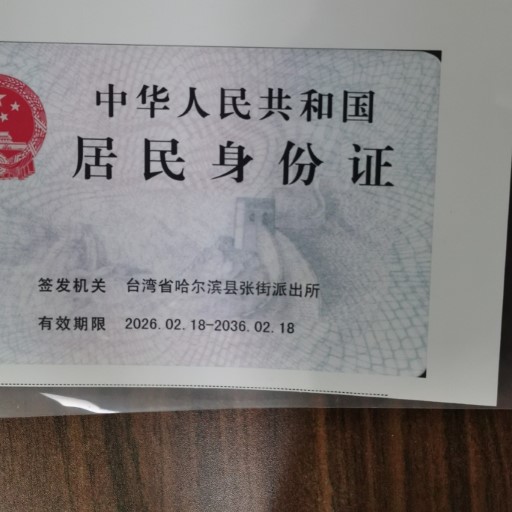 中华人民共和国
居民身份证
签发机关 台湾省哈尔滨县张街派出所
有效期限 2026.02.18-2036.02.18